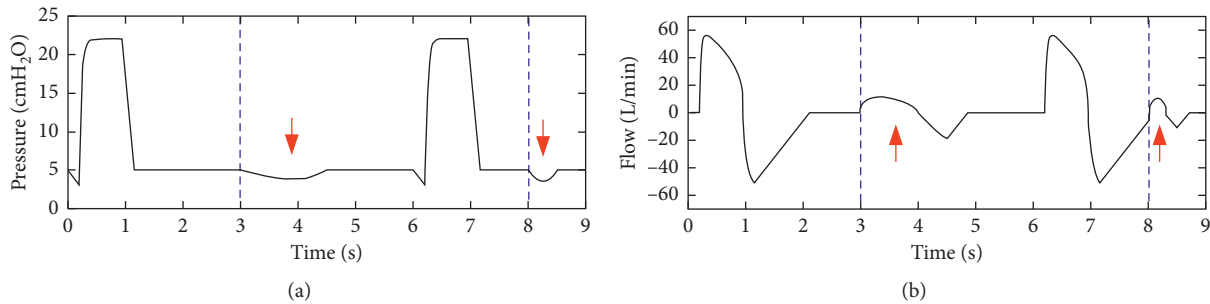 25
20
15
10
5
0
Pressure (cmH2O)
0 1 2 3 4 5 6 7 8 9
Time (s)
(a)
60
40
20
0
−20
−40
−60
Flow (L/min)
0 1 2 3 4 5 6 7 8 9
Time (s)
(b)